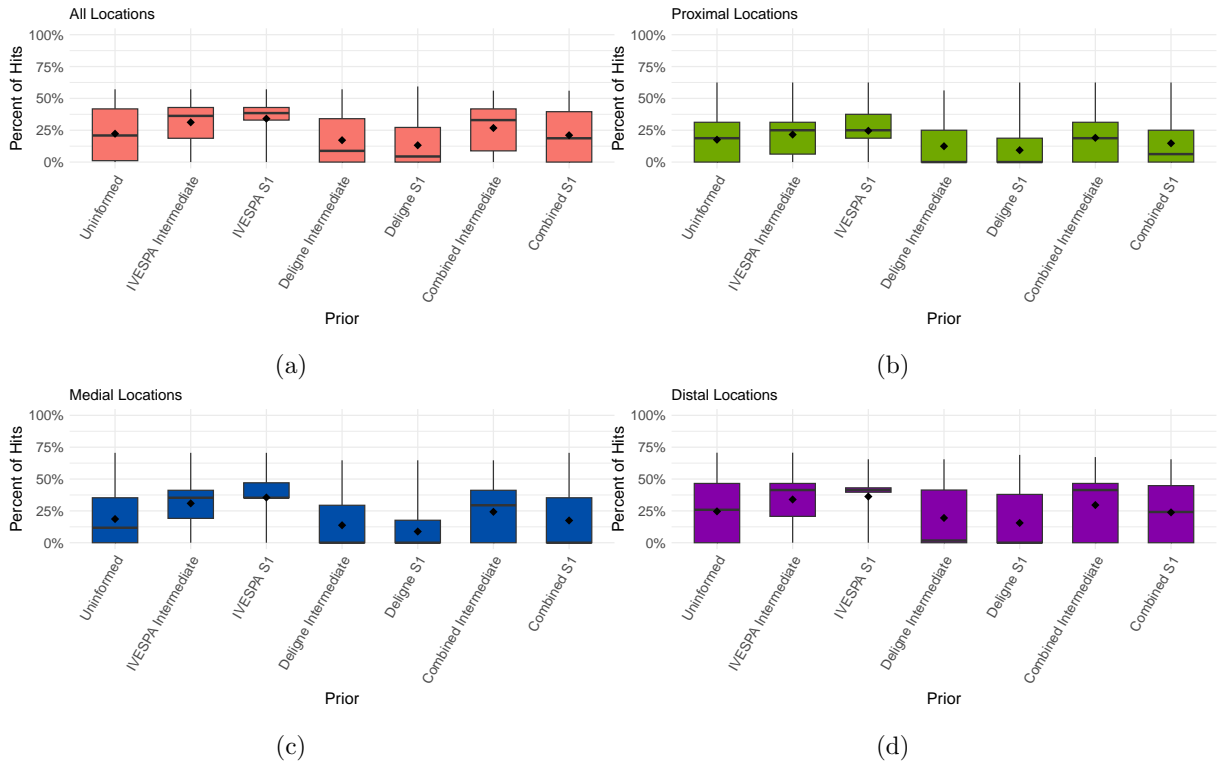 All Locations
Percent of Hits
100%
75%
50%
25%
0%
Uninformed
IVESPA Intermediate
IVESPA S1
Deligne Intermediate
Deligne S1
Combined Intermediate
Combined S1
Prior
(a)
Proximal Locations
Percent of Hits
100%
75%
50%
25%
0%
Uninformed
IVESPA Intermediate
IVESPA S1
Deligne Intermediate
Deligne S1
Combined Intermediate
Combined S1
Prior
(b)
Medial Locations
Percent of Hits
100%
75%
50%
25%
0%
Uninformed
IVESPA Intermediate
IVESPA S1
Deligne Intermediate
Deligne S1
Combined Intermediate
Combined S1
Prior
(c)
Distal Locations
Percent of Hits
100%
75%
50%
25%
0%
Uninformed
IVESPA Intermediate
IVESPA S1
Deligne Intermediate
Deligne S1
Combined Intermediate
Combined S1
Prior
(d)